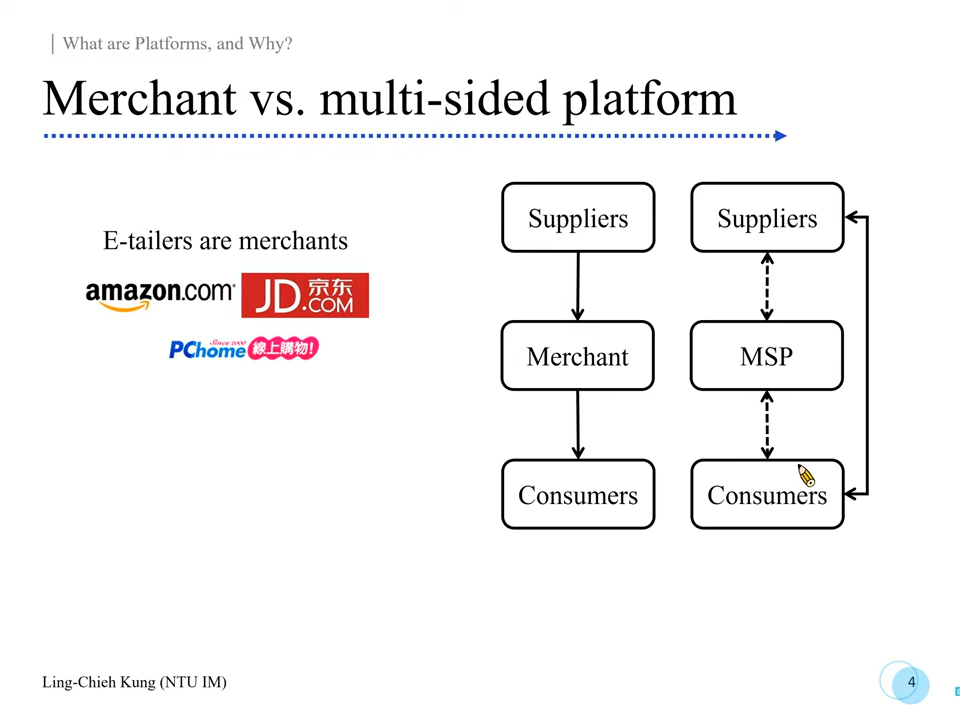 What are Platforms, and Why?
Merchant vs. multi-sided platform
E-tailers are merchants
amazon.com
JD.COM 京东
Since 2000
PChome 線上購物!
Suppliers
Merchant
Consumers
Suppliers
MSP
Consumers
Ling-Chieh Kung (NTU IM)
4